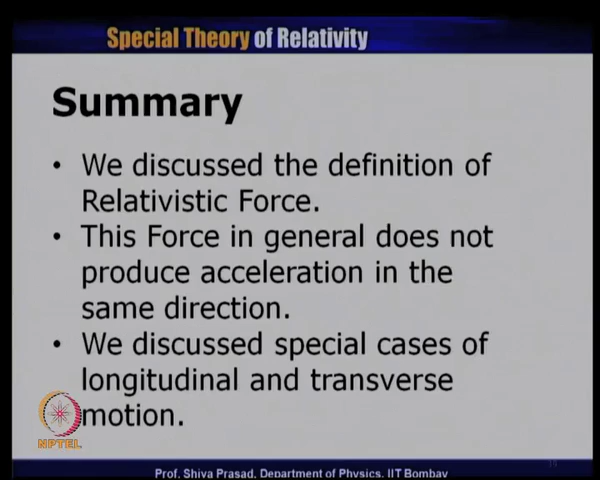 Special Theory of Relativity
Summary
• We discussed the definition of
Relativistic Force.
• This Force in general does not
produce acceleration in the
same direction.
• We discussed special cases of
longitudinal and transverse
motion.
NPTEL
Prof. Shiva Prasad, Department of Physics, IIT Bombay